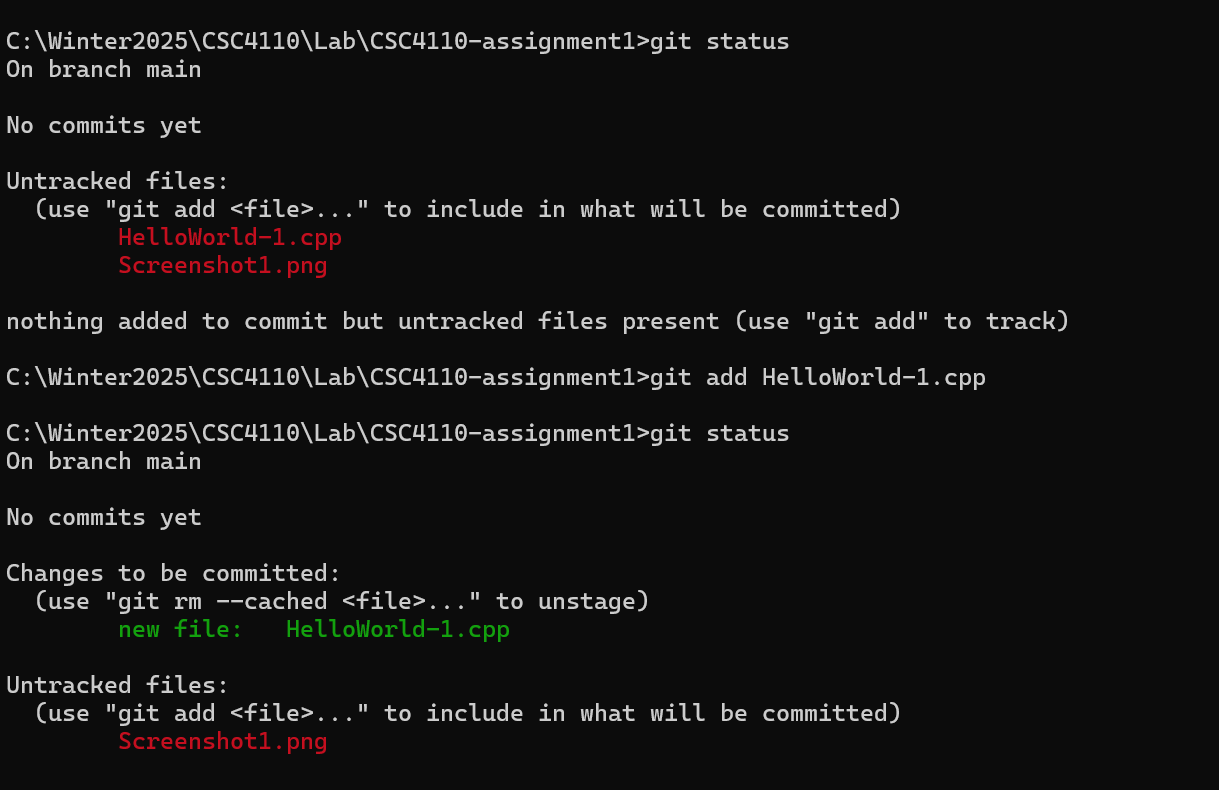 C:\Winter2025\CSC4110\Lab\CSC4110-assignment1>git status
On branch main
No commits yet
Untracked files:
  (use "git add <file>..." to include in what will be committed)
        HelloWorld-1.cpp
        Screenshot1.png
nothing added to commit but untracked files present (use "git add" to track)
C:\Winter2025\CSC4110\Lab\CSC4110-assignment1>git add HelloWorld-1.cpp
C:\Winter2025\CSC4110\Lab\CSC4110-assignment1>git status
On branch main
No commits yet
Changes to be committed:
  (use "git rm --cached <file>..." to unstage)
        new file:   HelloWorld-1.cpp
Untracked files:
  (use "git add <file>..." to include in what will be committed)
        Screenshot1.png